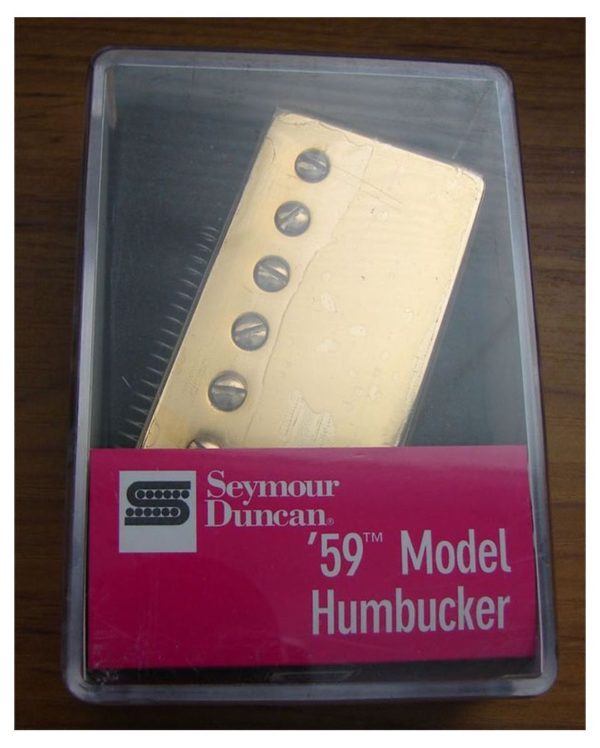 Seymour
Duncan®
'59™ Model
Humbucker